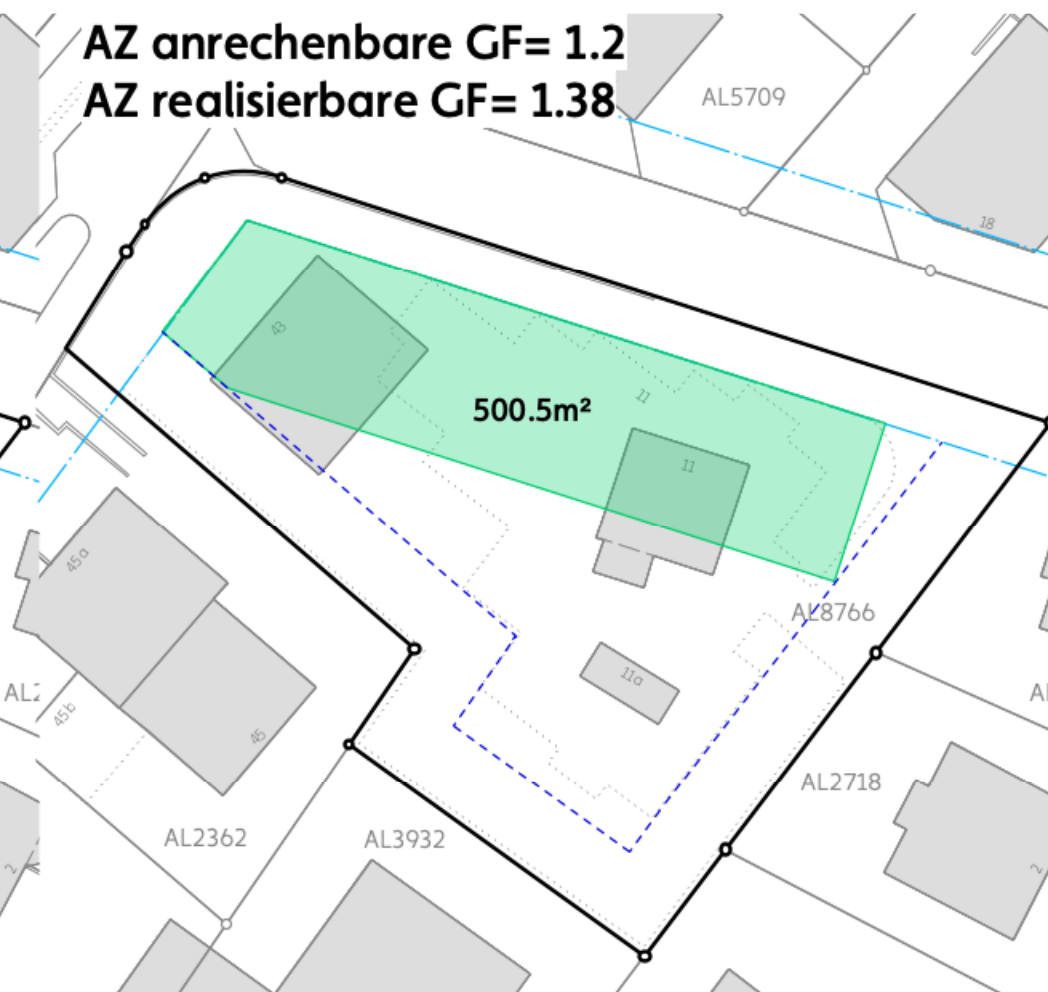 AZ anrechenbare GF= 1.2
AZ realisierbare GF= 1.38
AL5709
18
43
11
500.5m²
11
45a
AL8766
11a
AL2
45b
45
A
AL2718
AL2362
AL3932
2
2